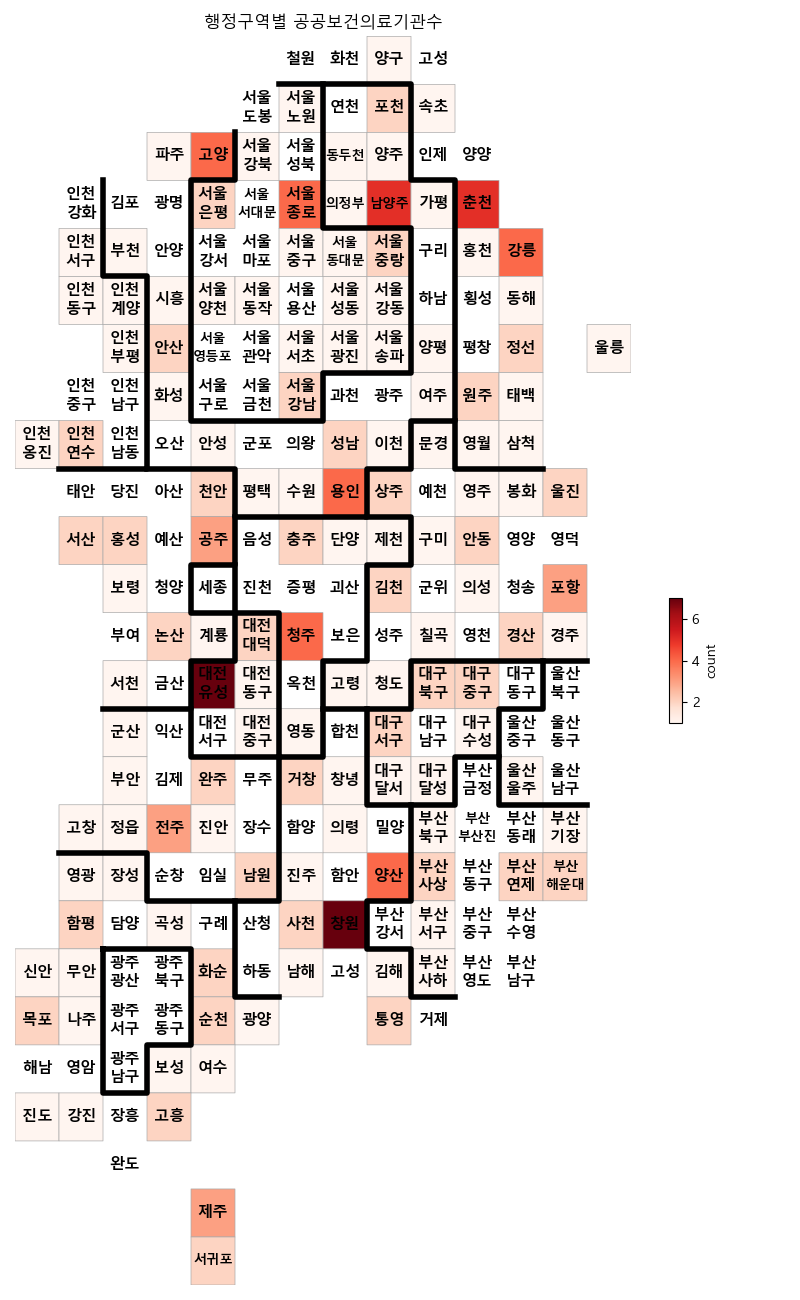 행정구역별 공공보건의료기관수
철원 화천 양구 고성
서울 도봉 서울 노원 연천 포천 속초
파주 고양 서울 강북 서울 성북 동두천 양주 인제 양양
인천 강화 김포 광명 서울 은평 서울 서대문 서울 종로 의정부 남양주 가평 춘천
인천 서구 부천 안양 서울 강서 서울 마포 서울 중구 서울 동대문 서울 중랑 구리 홍천 강릉
인천 동구 인천 계양 시흥 서울 양천 서울 동작 서울 용산 서울 성동 서울 강동 하남 횡성 동해
인천 부평 안산 서울 영등포 서울 관악 서울 서초 서울 광진 서울 송파 양평 평창 정선 울릉
인천 중구 인천 남구 화성 서울 구로 서울 금천 서울 강남 과천 광주 여주 원주 태백
인천 옹진 인천 연수 인천 남동 오산 안성 군포 의왕 성남 이천 문경 영월 삼척
태안 당진 아산 천안 평택 수원 용인 상주 예천 영주 봉화 울진
서산 홍성 예산 공주 음성 충주 단양 제천 구미 안동 영양 영덕
보령 청양 세종 진천 증평 괴산 김천 군위 의성 청송 포항
부여 논산 계룡 대전 대덕 청주 보은 성주 칠곡 영천 경산 경주
서천 금산 대전 유성 대전 동구 옥천 고령 청도 대구 북구 대구 중구 대구 동구 울산 북구
군산 익산 대전 서구 대전 중구 영동 합천 대구 서구 대구 남구 대구 수성 울산 중구 울산 동구
부안 김제 완주 무주 거창 창녕 대구 달서 대구 달성 부산 금정 울산 울주 울산 남구
고창 정읍 전주 진안 장수 함양 의령 밀양 부산 북구 부산 부산진 부산 동래 부산 기장
영광 장성 순창 임실 남원 진주 함안 양산 부산 사상 부산 동구 부산 연제 부산 해운대
함평 담양 곡성 구례 산청 사천 창원 부산 강서 부산 서구 부산 중구 부산 수영
신안 무안 광주 광산 광주 북구 화순 하동 남해 고성 김해 부산 사하 부산 영도 부산 남구
목포 나주 광주 서구 광주 동구 순천 광양 통영 거제
해남 영암 광주 남구 보성 여수
진도 강진 장흥 고흥
완도
제주
서귀포
6
4
2
count